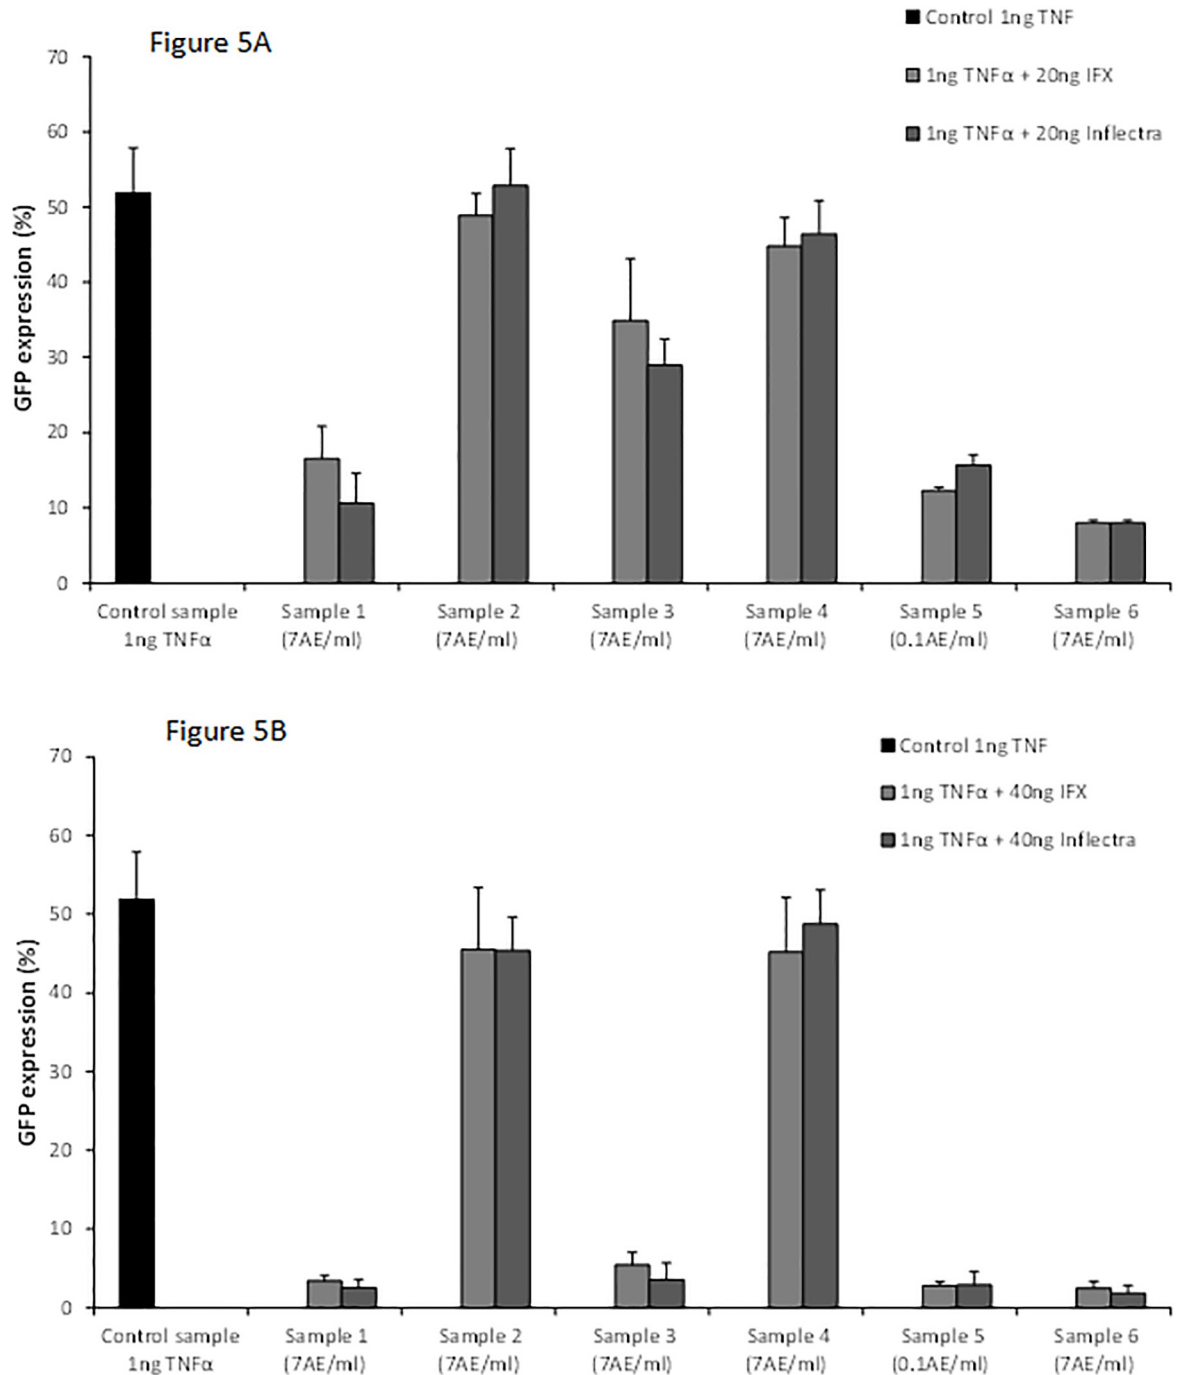 Figure 5A
Control 1ng TNF
1ng TNFα + 20ng IFX
1ng TNFα + 20ng Inflectra
GFP expression (%)
70
60
50
40
30
20
10
0
Control sample
1ng TNFα
Sample 1
(7AE/ml)
Sample 2
(7AE/ml)
Sample 3
(7AE/ml)
Sample 4
(7AE/ml)
Sample 5
(0.1AE/ml)
Sample 6
(7AE/ml)
Figure 5B
Control 1ng TNF
1ng TNFα + 40ng IFX
1ng TNFα + 40ng Inflectra
GFP expression (%)
70
60
50
40
30
20
10
0
Control sample
1ng TNFα
Sample 1
(7AE/ml)
Sample 2
(7AE/ml)
Sample 3
(7AE/ml)
Sample 4
(7AE/ml)
Sample 5
(0.1AE/ml)
Sample 6
(7AE/ml)